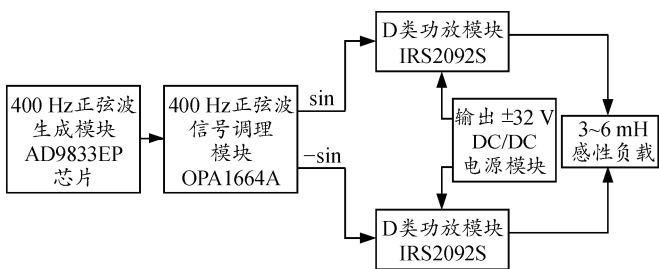 400 Hz正弦波
生成模块
AD9833EP
芯片
400 Hz正弦波
信号调理
模块
OPA1664A
sin
−sin
D类功放模块
IRS2092S
输出 ±32 V
DC/DC
电源模块
D类功放模块
IRS2092S
3~6 mH
感性负载